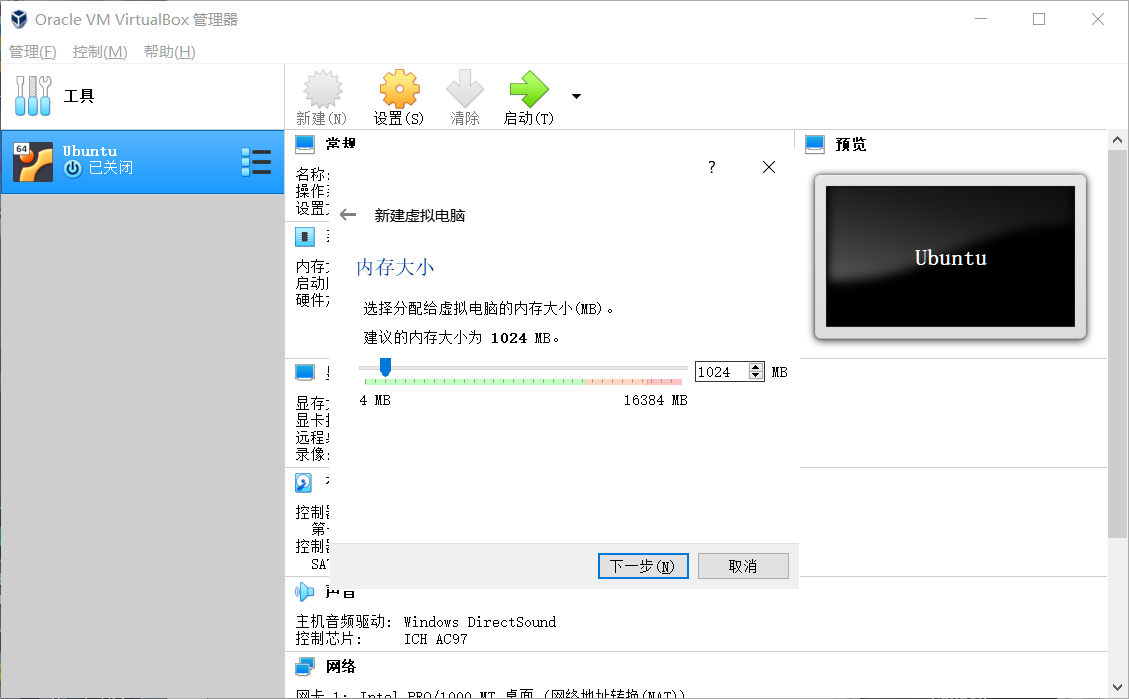 Oracle VM VirtualBox 管理器
管理(F) 控制(M) 帮助(H)
工具
新建(N) 设置(S) 清除 启动(T)
64
Ubuntu
已关闭
常规
预览
名称:
操作
设置
?
新建虚拟电脑
内存大小
选择分配给虚拟电脑的内存大小(MB)。
建议的内存大小为 1024 MB。
1024 MB
4 MB 16384 MB
Ubuntu
内存
启动
硬件
显存
显卡
远程
录像:
控制
第
控制
SAT
下一步(N) 取消
声音
主机音频驱动: Windows DirectSound
控制芯片: ICH AC97
网络
网卡 1: Intel PRO/1000 MT 桌面 (网络地址转换(NAT))